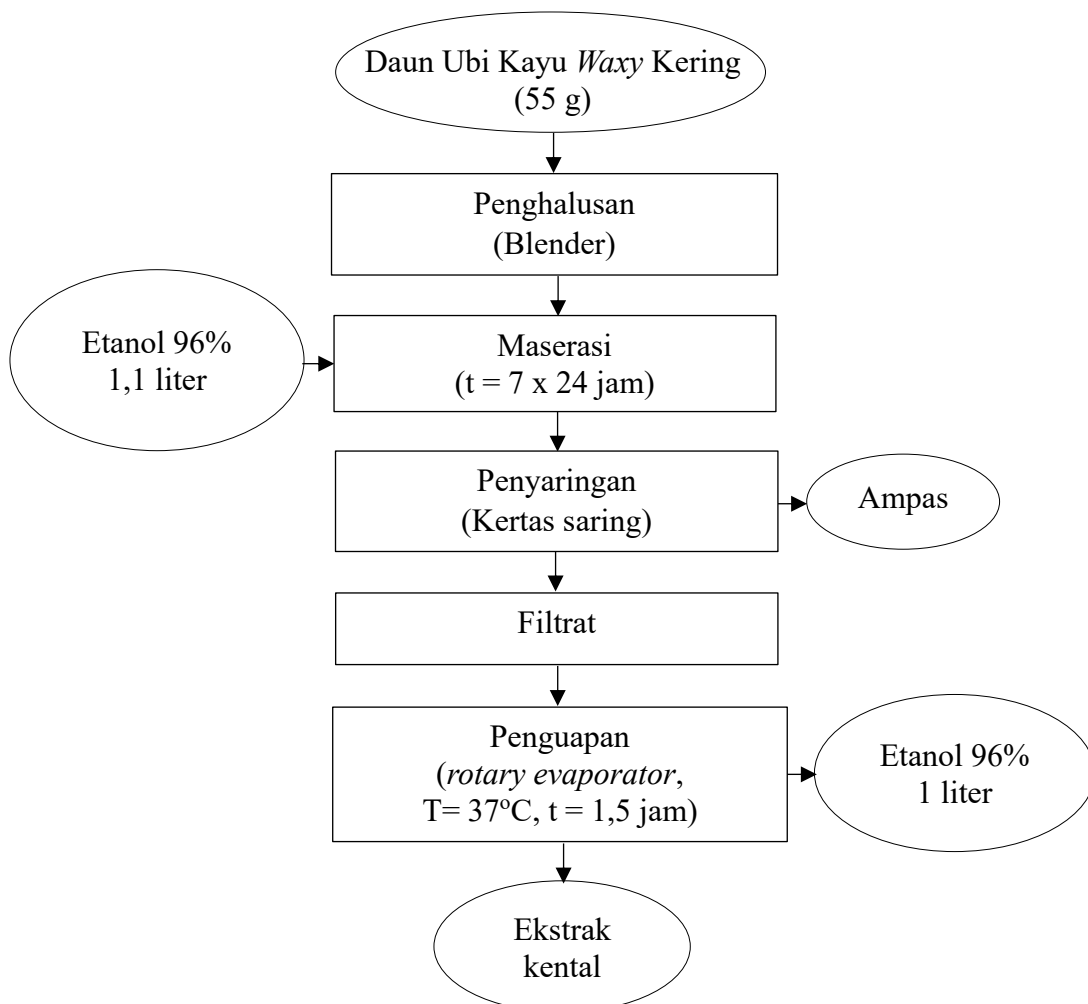 Daun Ubi Kayu Waxy Kering
(55 g)
Penghalusan
(Blender)
Etanol 96%
1,1 liter
Maserasi
(t = 7 x 24 jam)
Penyaringan
(Kertas saring)
Ampas
Filtrat
Penguapan
(rotary evaporator,
T= 37°C, t = 1,5 jam)
Etanol 96%
1 liter
Ekstrak
kental